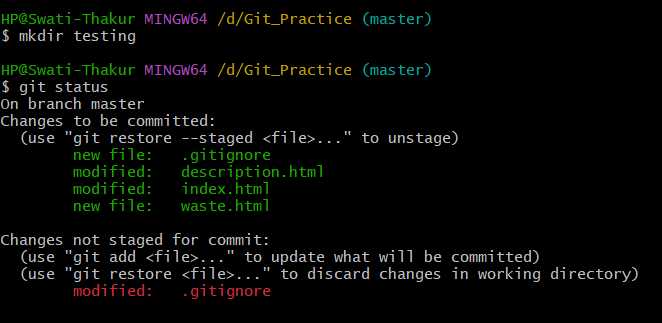 HP@Swati-Thakur MINGW64 /d/Git_Practice (master)
$ mkdir testing
HP@Swati-Thakur MINGW64 /d/Git_Practice (master)
$ git status
On branch master
Changes to be committed:
  (use "git restore --staged <file>..." to unstage)
        new file:   .gitignore
        modified:   description.html
        modified:   index.html
        new file:   waste.html
Changes not staged for commit:
  (use "git add <file>..." to update what will be committed)
  (use "git restore <file>..." to discard changes in working directory)
        modified:   .gitignore